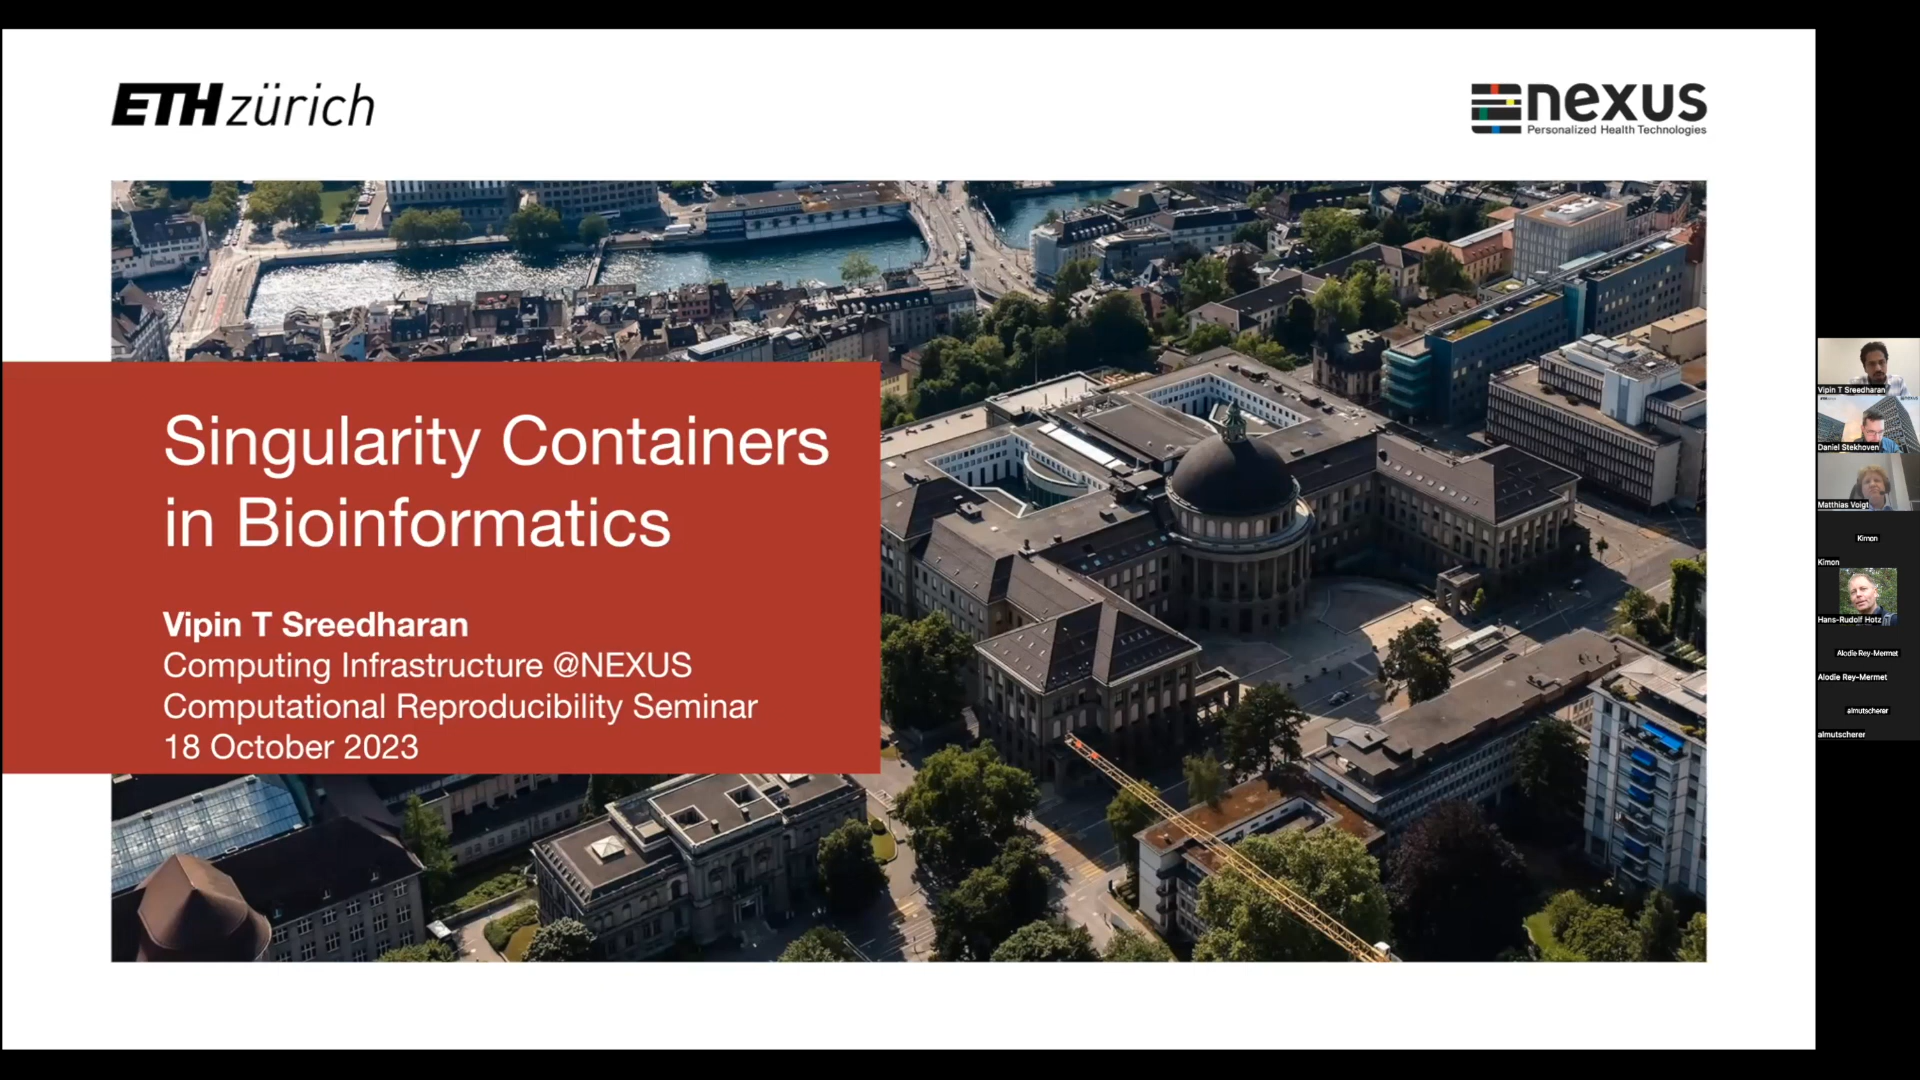 ETH zürich
nexus
Personalized Health Technologies
Singularity Containers
in Bioinformatics
Vipin T Sreedharan
Computing Infrastructure @NEXUS
Computational Reproducibility Seminar
18 October 2023
Vipin T Sreedharan
Daniel Stekhoven
Matthias Voigt
Kimon
Kimon
Hans-Rudolf Hotz
Alodie Rey-Mermet
Alodie Rey-Mermet
almutscherer
almutscherer